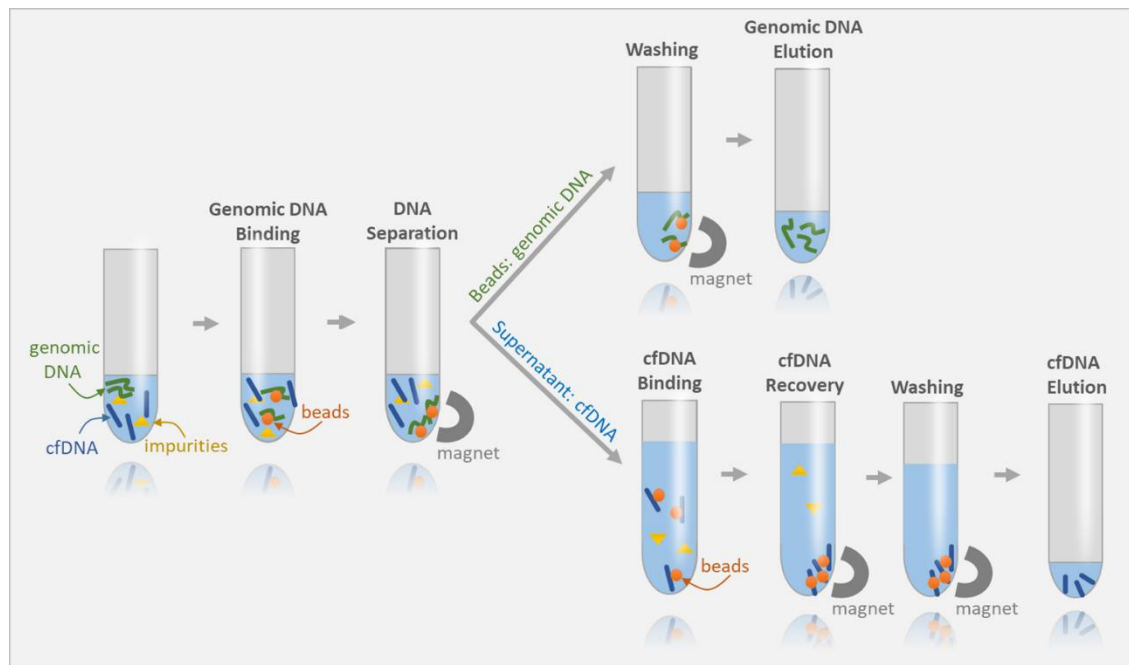 Genomic DNA
Elution
Washing
Beads: genomic DNA
magnet
Genomic DNA
Binding
DNA
Separation
genomic
DNA
cfDNA
impurities
beads
magnet
Supernatant: cfDNA
cfDNA
Binding
cfDNA
Recovery
Washing
cfDNA
Elution
beads
magnet
magnet